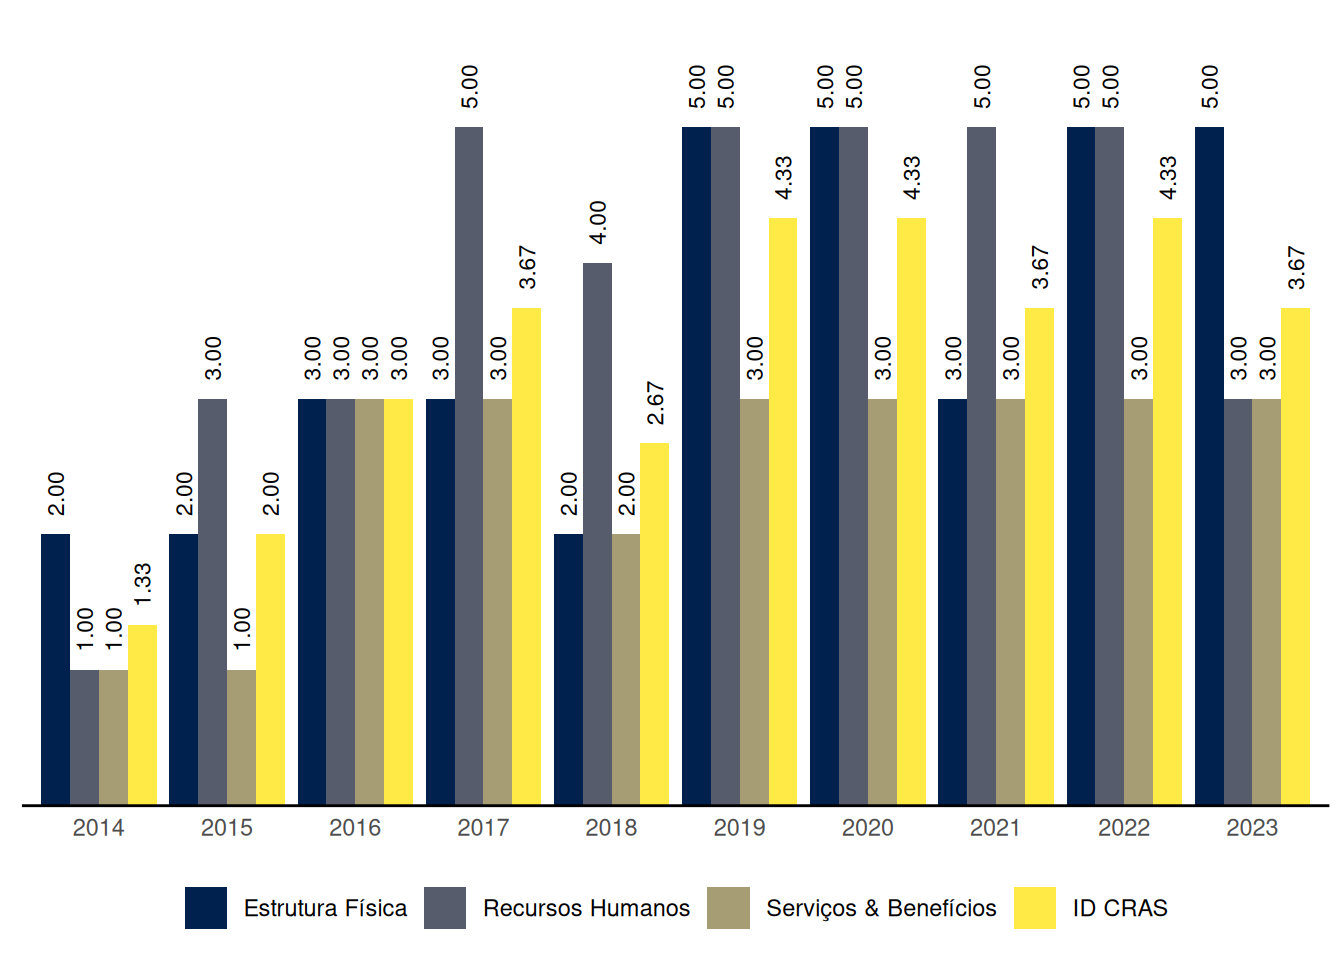 2.00 1.00 1.00 1.33
2.00 3.00 1.00 2.00
3.00 3.00 3.00 3.00
3.00 5.00 3.00 3.67
2.00 4.00 2.00 2.67
5.00 5.00 3.00 4.33
5.00 5.00 3.00 4.33
3.00 5.00 3.00 3.67
5.00 5.00 3.00 4.33
5.00 3.00 3.00 3.67
2014 2015 2016 2017 2018 2019 2020 2021 2022 2023
Estrutura Física Recursos Humanos Serviços & Benefícios ID CRAS